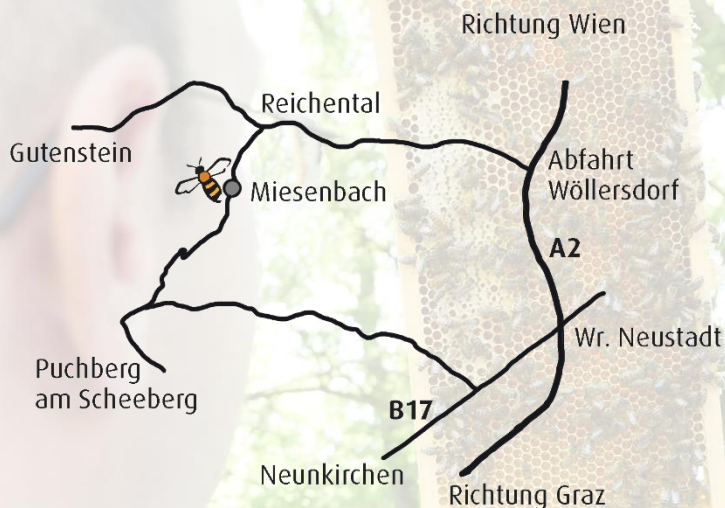 Richtung Wien
Reichental
Gutenstein
Abfahrt
Wöllersdorf
Miesenbach
A2
Wr. Neustadt
Puchberg
am Scheeberg
B17
Neunkirchen
Richtung Graz